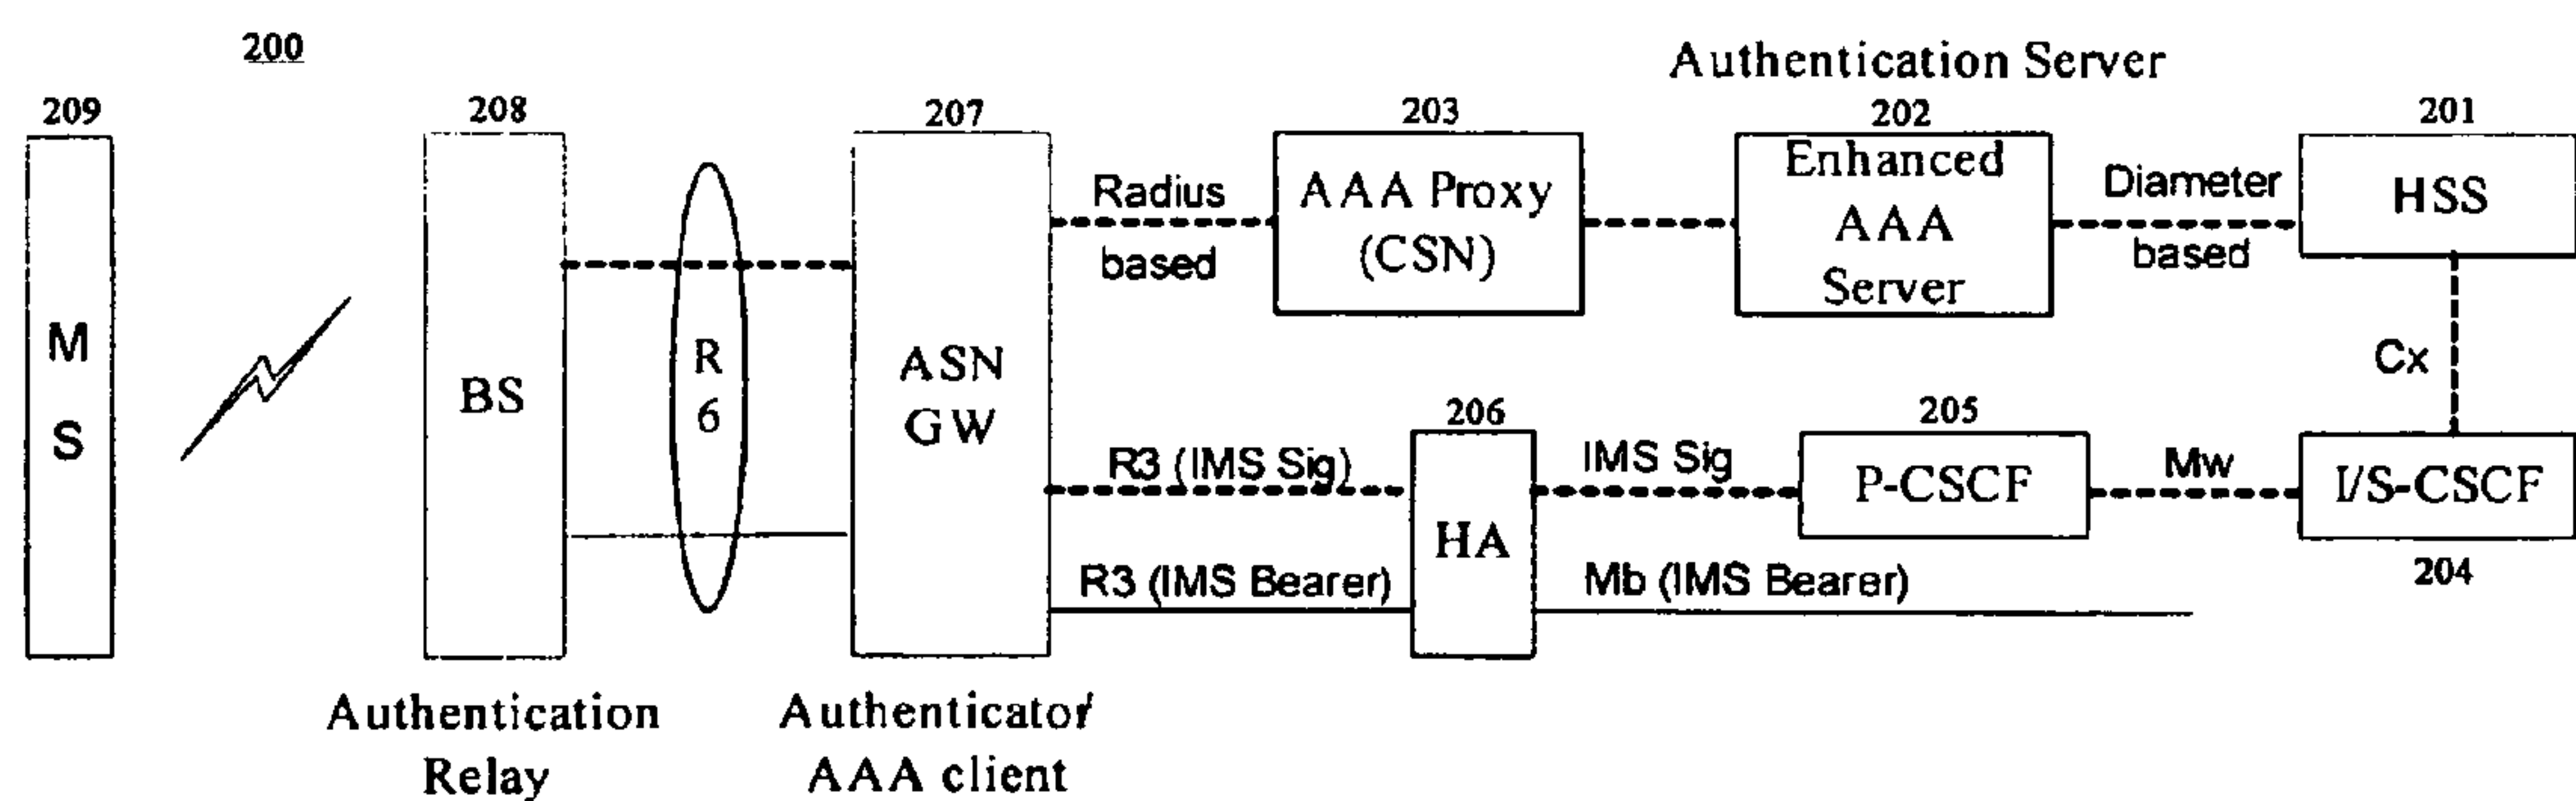 200
Authentication Server
209
208
207
203
202
201
M
S
BS
R
6
ASN
GW
Radius
based
AAA Proxy
(CSN)
Enhanced
AAA
Server
Diameter
based
HSS
Cx
R3 (IMS Sig)
R3 (IMS Bearer)
206
HA
IMS Sig
Mb (IMS Bearer)
205
P-CSCF
Mw
I/S-CSCF
204
Authentication
Relay
Authenticator/
AAA client